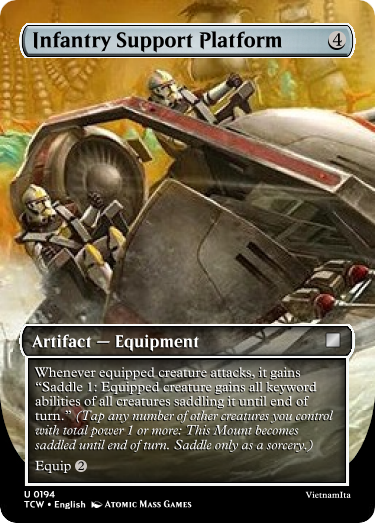 Infantry Support Platform 4
Artifact — Equipment
Whenever equipped creature attacks, it gains
“Saddle 1: Equipped creature gains all keyword
abilities of all creatures saddling it until end of
turn.” (Tap any number of other creatures you control
with total power 1 or more: This Mount becomes
saddled until end of turn. Saddle only as a sorcery.)
Equip 2
U 0194
VietnamIta
TCW • English Atomic Mass Games